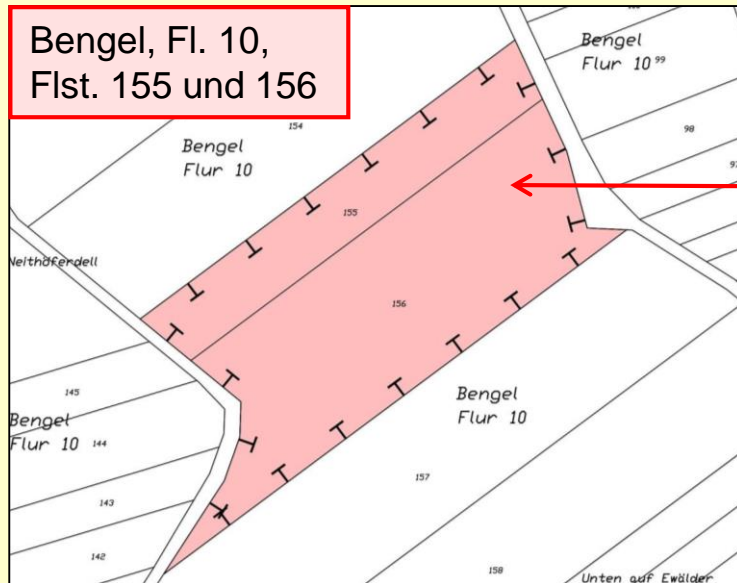 Bengel, Fl. 10,
Flst. 155 und 156
Bengel
Flur 10 99
154
Bengel
Flur 10
98
155
Neithöferdell
156
145
Bengel
Flur 10
144
Bengel
Flur 10
143
157
142
158
Unten auf Ewälder